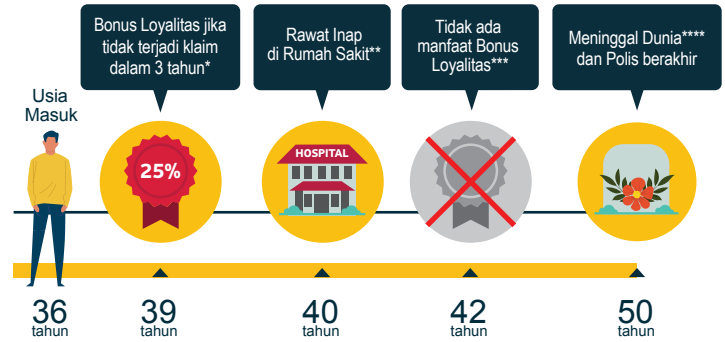 Bonus Loyalitas jika
tidak terjadi klaim
dalam 3 tahun*
Rawat Inap
di Rumah Sakit**
Tidak ada
manfaat Bonus
Loyalitas***
Meninggal Dunia****
dan Polis berakhir
Usia
Masuk
25%
HOSPITAL
36
tahun
39
tahun
40
tahun
42
tahun
50
tahun